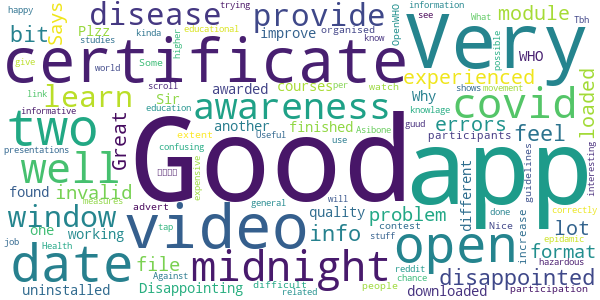 happy
Says
disease
provide
module
Tbh
trying
educational
kinda
organised
OpenWHO
information
see
What
bit
Plzz
improve
know
higher
Some
studies
give
WHO
possible
certificate
Very
world
scroll
per
link
learn
Sir
awarded
courses
watch
experienced
shows
movement
informative
education
awareness
Why
covid
loaded
two
Great
another
finished
Useful
use
extent
knowlage
Asibone
errors
participants
guud
feel
presentations
confusing
well
Good
app
invalid
found
expensive
different
guidelines
interesting
measures
window
advert
general
will
quality
problem
increase
done
Nice
lot
correctly
one
working
video
info
open
epidamic
format
job
Health
tap
contest
stuff
date
file
midnight
reddit
chance
disappointed
hazardous
uninstalled
Disappointing
Against
difficult
related
people
downloaded
participation